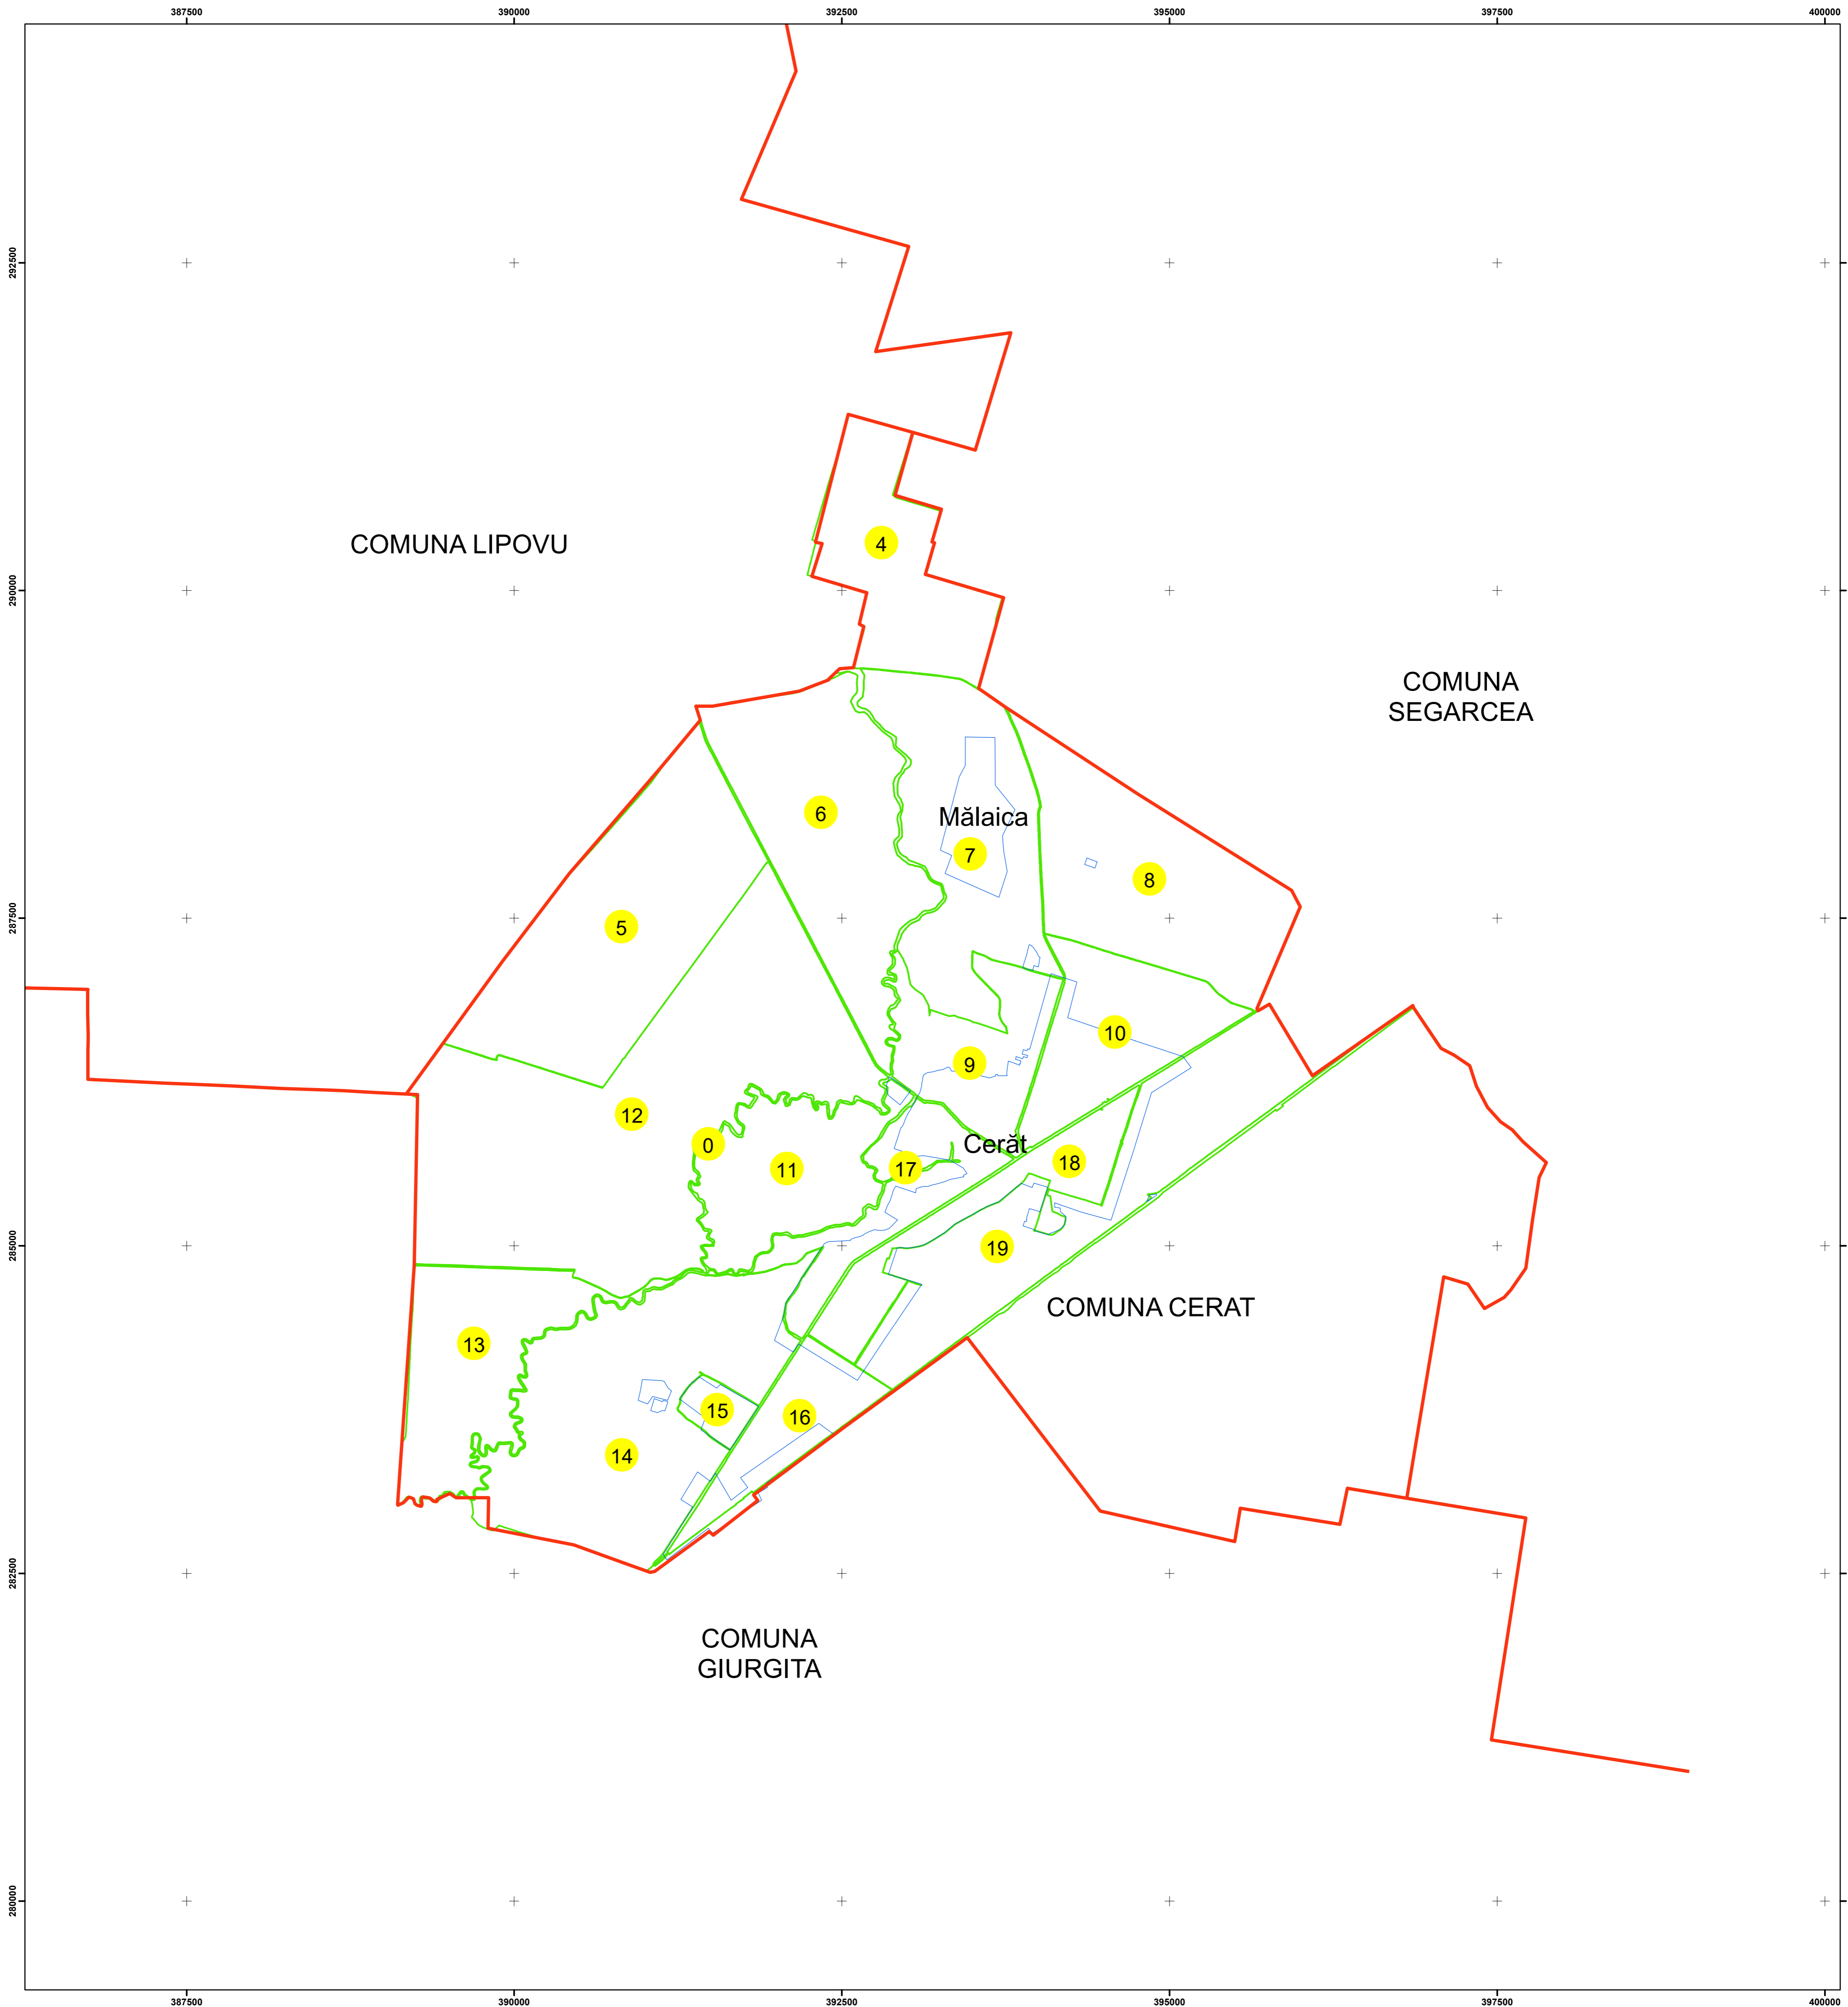 387500 390000 392500 395000 397500 400000
292500
COMUNA LIPOVU
4
290000
COMUNA
SEGARCEA
6
Mălaica
7
8
5
287500
10
9
12
0
Cerăt
11
17
18
19
285000
COMUNA CERAT
13
15
16
14
282500
COMUNA
GIURGITA
280000
387500 390000 392500 395000 397500 400000